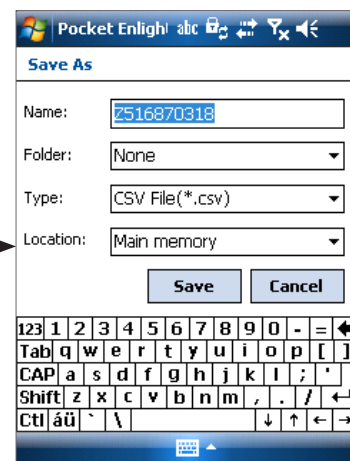 Pocket Enligh abc
Save As
Name: Z516870318
Folder: None
Type: CSV File(*.csv)
Location: Main memory
Save Cancel
123 1 2 3 4 5 6 7 8 9 0 - =
Tab q w e r t y u i o p [ ]
CAP a s d f g h j k l ; '
Shift z x c v b n m , . /
Ctl áü ` \ ↓ ↑ ← →